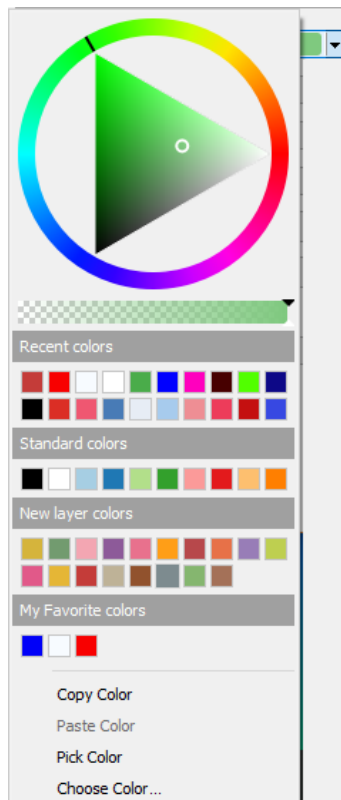 Recent colors
Standard colors
New layer colors
My Favorite colors
Copy Color
Paste Color
Pick Color
Choose Color...